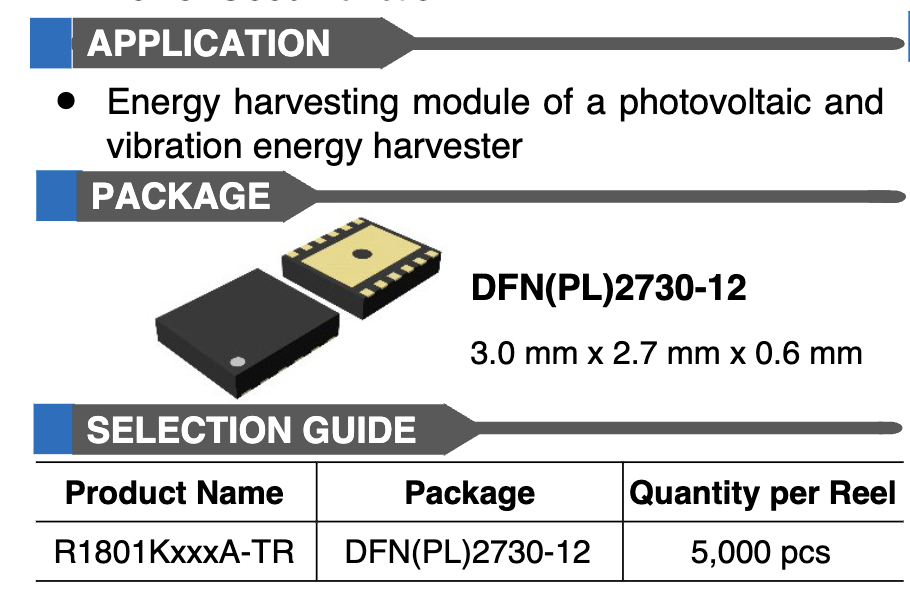 APPLICATION
● Energy harvesting module of a photovoltaic and
vibration energy harvester
PACKAGE
DFN(PL)2730-12
3.0 mm x 2.7 mm x 0.6 mm
SELECTION GUIDE
Product Name Package Quantity per Reel
R1801KxxxA-TR DFN(PL)2730-12 5,000 pcs